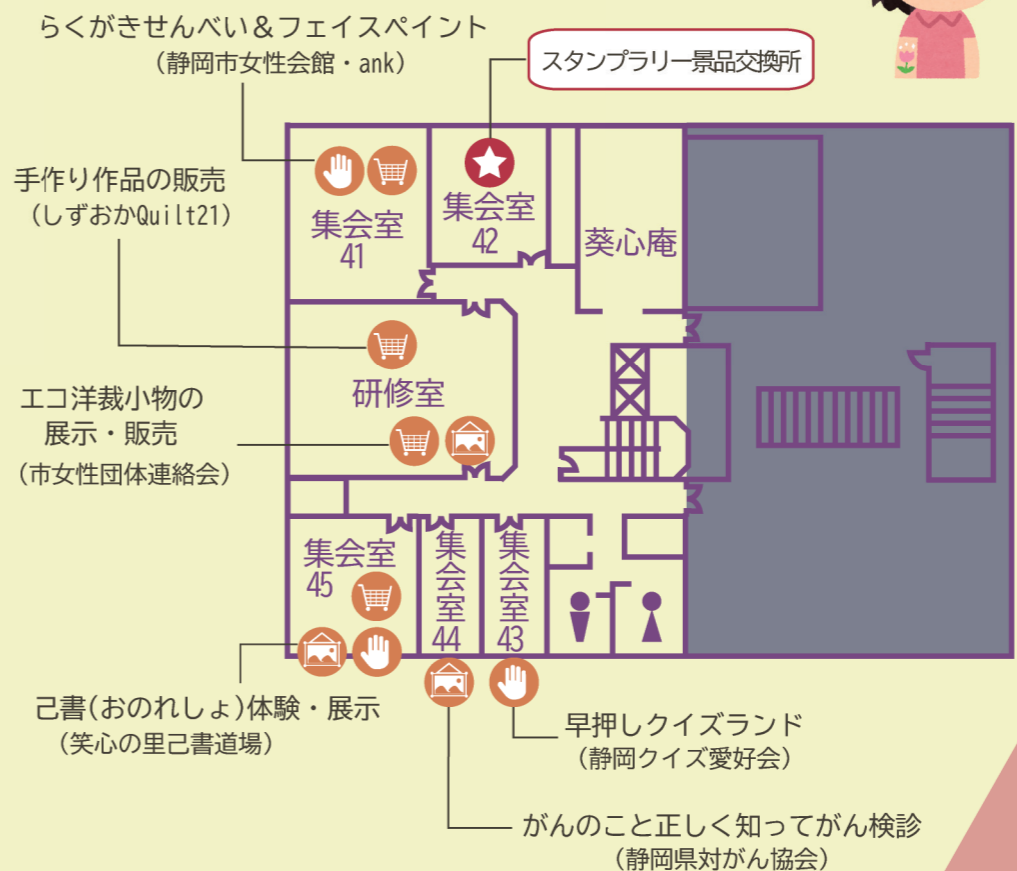 らくがきせんべい＆フェイスペイント
（静岡市女性会館・ank）
スタンプラリー景品交換所
手作り作品の販売
（しずおかQuilt21）
集会室
41
集会室
42
葵心庵
研修室
エコ洋裁小物の
展示・販売
（市女性団体連絡会）
集会室
45
集会室
44
集会室
43
己書(おのれしょ)体験・展示
（笑心の里己書道場）
早押しクイズランド
（静岡クイズ愛好会）
がんのこと正しく知ってがん検診
（静岡県対がん協会）